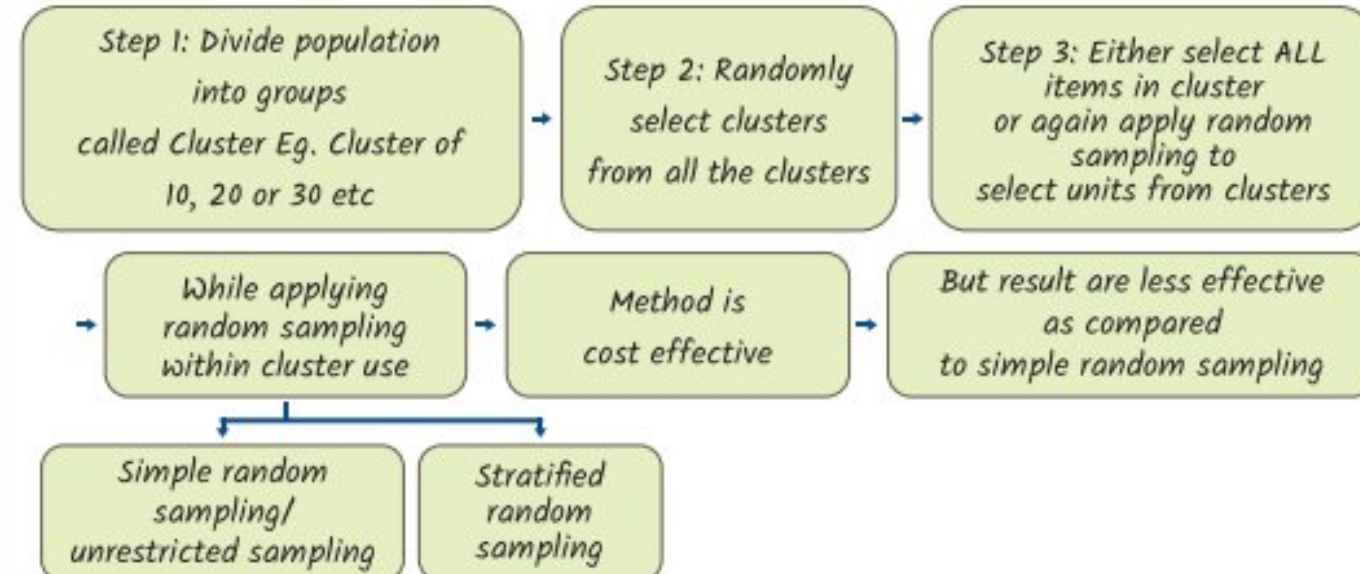 Step 1: Divide population
into groups
called Cluster Eg. Cluster of
10, 20 or 30 etc
Step 2: Randomly
select clusters
from all the clusters
Step 3: Either select ALL
items in cluster
or again apply random
sampling to
select units from clusters
While applying
random sampling
within cluster use
Method is
cost effective
But result are less effective
as compared
to simple random sampling
Simple random
sampling/
unrestricted sampling
Stratified
random
sampling